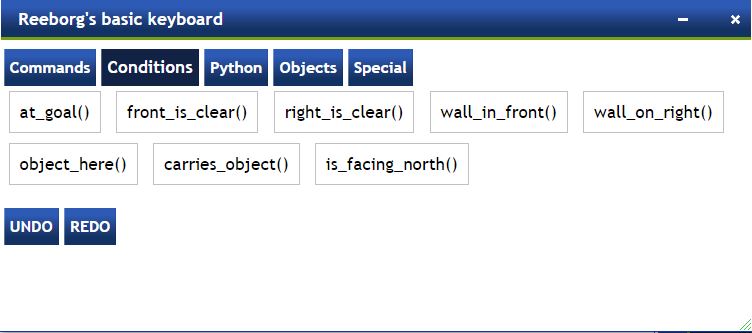 Reeborg's basic keyboard
Commands Conditions Python Objects Special
at_goal() front_is_clear() right_is_clear() wall_in_front() wall_on_right()
object_here() carries_object() is_facing_north()
UNDO REDO